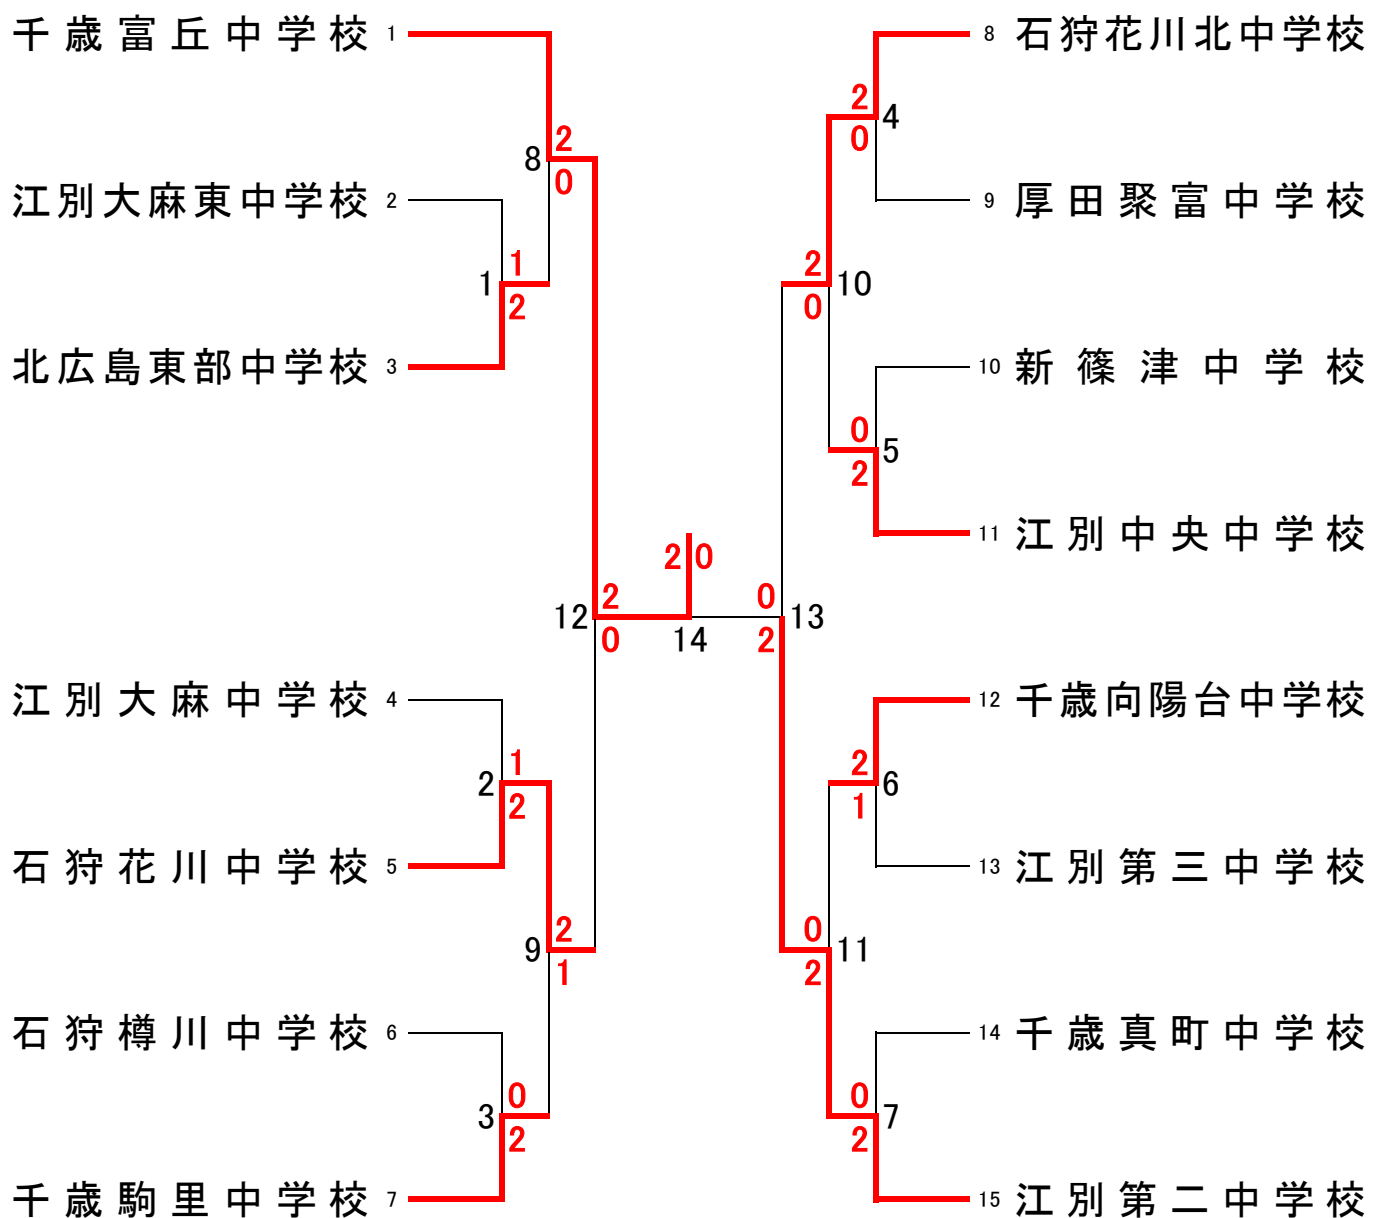 千歳富丘中学校 1
江別大麻東中学校 2
北広島東部中学校 3
江別大麻中学校 4
石狩花川中学校 5
石狩樽川中学校 6
千歳駒里中学校 7
8 2 0
1 1 2
12 2 0
2 1 2
9 2 1
3 0 2
2 0
14
2 0 4
2 0 10
0 2 5
0 2 13
2 1 6
0 2 11
0 2 7
8 石狩花川北中学校
9 厚田聚富中学校
10 新篠津中学校
11 江別中央中学校
12 千歳向陽台中学校
13 江別第三中学校
14 千歳真町中学校
15 江別第二中学校